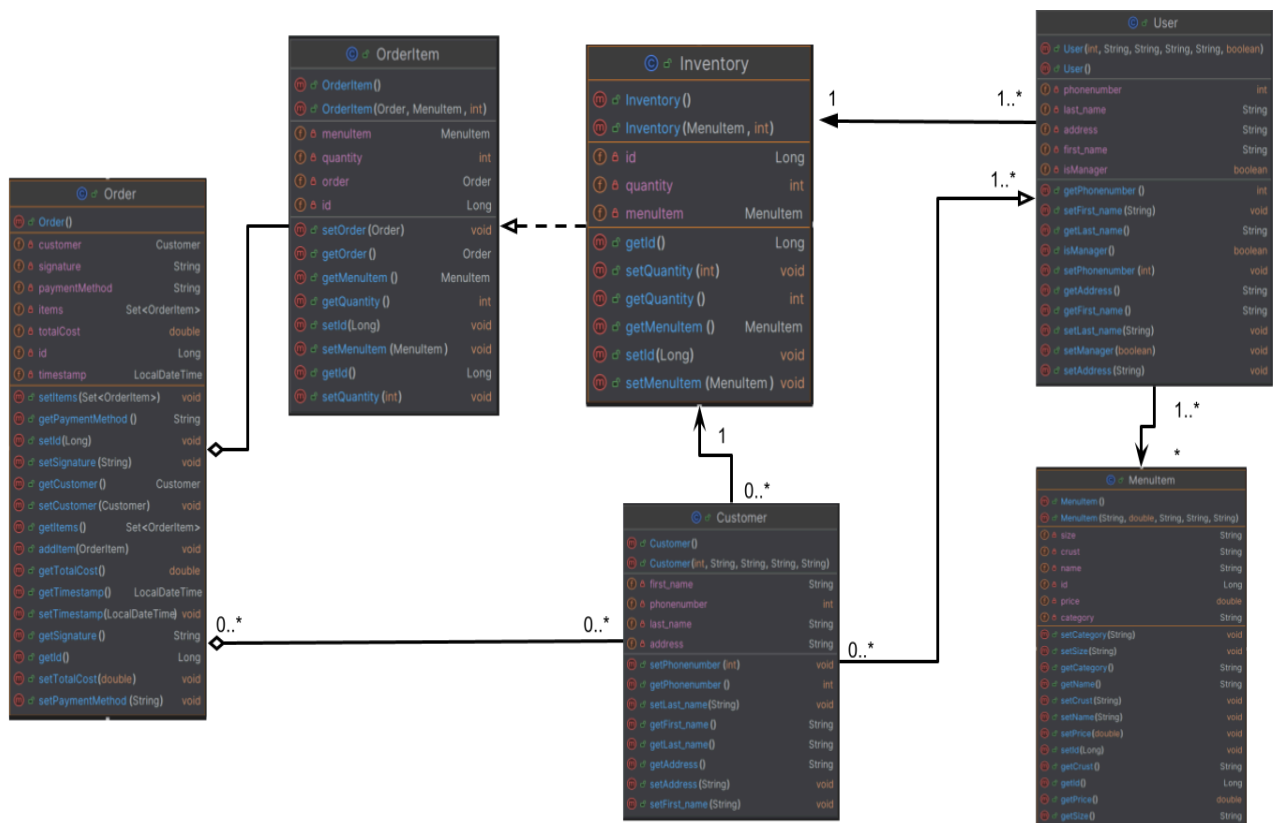 Order
Order()
customer Customer
signature String
paymentMethod String
items Set<OrderItem>
totalCost double
id Long
timestamp LocalDateTime
setItems(Set<OrderItem>) void
getPaymentMethod () String
setId(Long) void
setSignature (String) void
getCustomer () Customer
setCustomer (Customer) void
getItems() Set<OrderItem>
addItem(OrderItem) void
getTotalCost() double
getTimestamp() LocalDateTime
setTimestamp(LocalDateTime) void
getSignature () String
getId() Long
setTotalCost(double) void
setPaymentMethod (String) void
OrderItem
OrderItem()
OrderItem(Order, MenuItem , int)
menuItem MenuItem
quantity int
order Order
id Long
setOrder (Order) void
getOrder () Order
getMenuItem () MenuItem
getQuantity () int
setId(Long) void
setMenuItem (MenuItem ) void
getId() Long
setQuantity (int) void
Inventory
Inventory ()
Inventory (MenuItem , int)
id Long
quantity int
menuItem MenuItem
getId() Long
setQuantity (int) void
getQuantity () int
getMenuItem () MenuItem
setId(Long) void
setMenuItem (MenuItem ) void
1
1..*
User
User(int, String, String, String, String, boolean)
User()
phonenumber int
last_name String
address String
first_name String
isManager boolean
getPhonenumber () int
setFirst_name (String) void
getLast_name() String
isManager() boolean
setPhonenumber (int) void
getAddress () String
getFirst_name () String
setLast_name(String) void
setManager (boolean) void
setAddress (String) void
1..*
1
0..*
Customer
Customer()
Customer(int, String, String, String, String)
first_name String
phonenumber int
last_name String
address String
setPhonenumber (int) void
getPhonenumber () int
setLast_name(String) void
getFirst_name () String
getLast_name() String
getAddress () String
setAddress (String) void
setFirst_name (String) void
0..*
0..*
0..*
1..*
*
MenuItem
MenuItem ()
MenuItem (String, double, String, String, String)
size String
crust String
name String
id Long
price double
category String
setCategory(String) void
setSize(String) void
getCategory() String
getName() String
setCrust(String) void
setName(String) void
setPrice(double) void
setId(Long) void
getCrust() String
getId() Long
getPrice() double
getSize() String